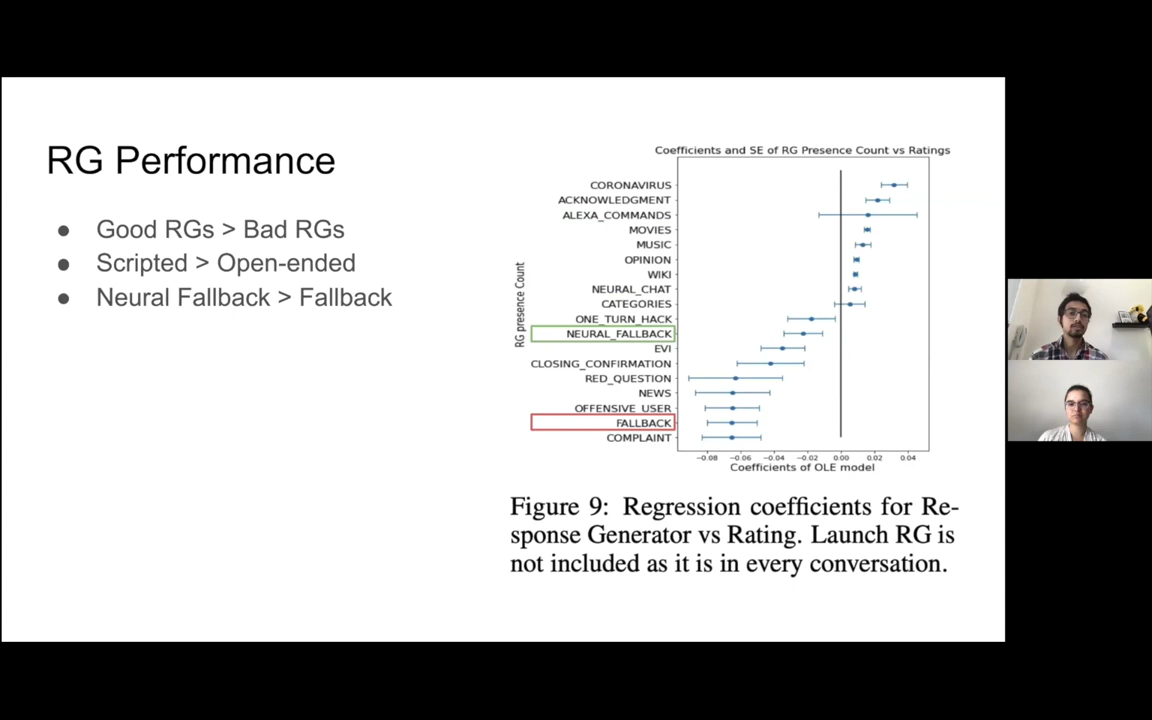 RG Performance
● Good RGs > Bad RGs
● Scripted > Open-ended
● Neural Fallback > Fallback
Coefficients and SE of RG Presence Count vs Ratings
RG presence Count
CORONAVIRUS
ACKNOWLEDGMENT
ALEXA_COMMANDS
MOVIES
MUSIC
OPINION
WIKI
NEURAL_CHAT
CATEGORIES
ONE_TURN_HACK
NEURAL_FALLBACK
EVI
CLOSING_CONFIRMATION
RED_QUESTION
NEWS
OFFENSIVE_USER
FALLBACK
COMPLAINT
−0.08 −0.06 −0.04 −0.02 0.00 0.02 0.04
Coefficients of OLE model
Figure 9: Regression coefficients for Re-
sponse Generator vs Rating. Launch RG is
not included as it is in every conversation.